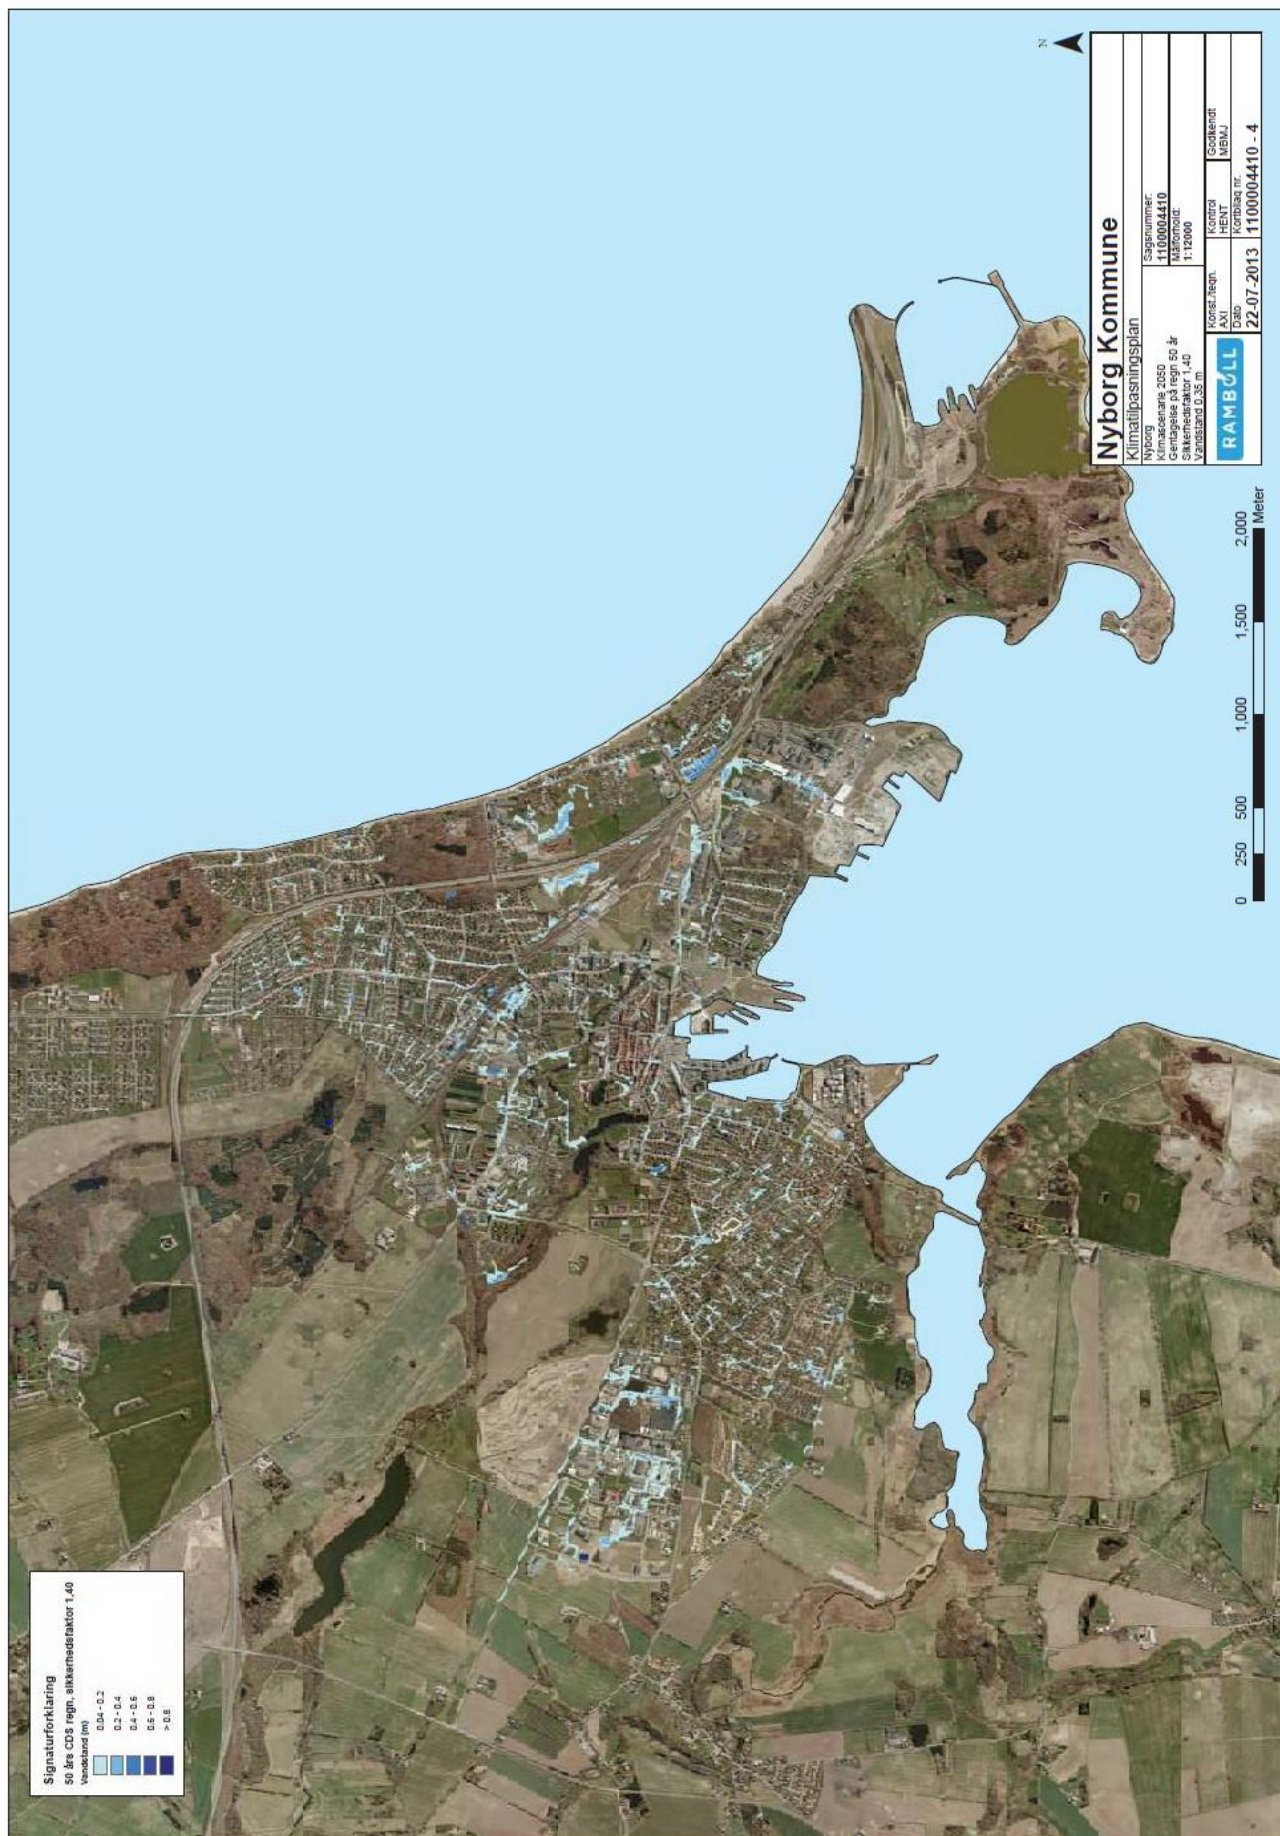 Signaturforklaring
50 års CDS regn, sikkerhedsfaktor 1,40
Vandstand (m)
0.04 - 0.2
0.2 - 0.4
0.4 - 0.6
0.6 - 0.8
> 0.8
N
0 250 500 1,000 1,500 2,000
Meter
Nyborg Kommune
Klimatilpasningsplan
Nyborg
Klimascenarie 2050
Gentagelse på regn 50 år
Sikkerhedsfaktor 1,40
Vandstand 0,35 m
Sagsnummer:
1100004410
Målforhold:
1:12000
RAMBOLL
Konst./tegn.
AXI
Kontrol
HENT
Godkendt
MBMJ
Dato
22-07-2013
Kortbilag nr.
1100004410 - 4